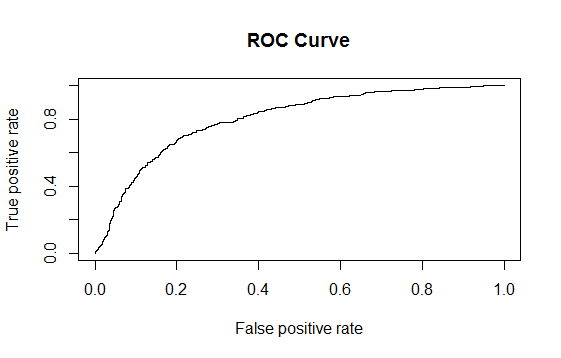 ROC Curve
True positive rate
0.8
0.4
0.0
0.0 0.2 0.4 0.6 0.8 1.0
False positive rate